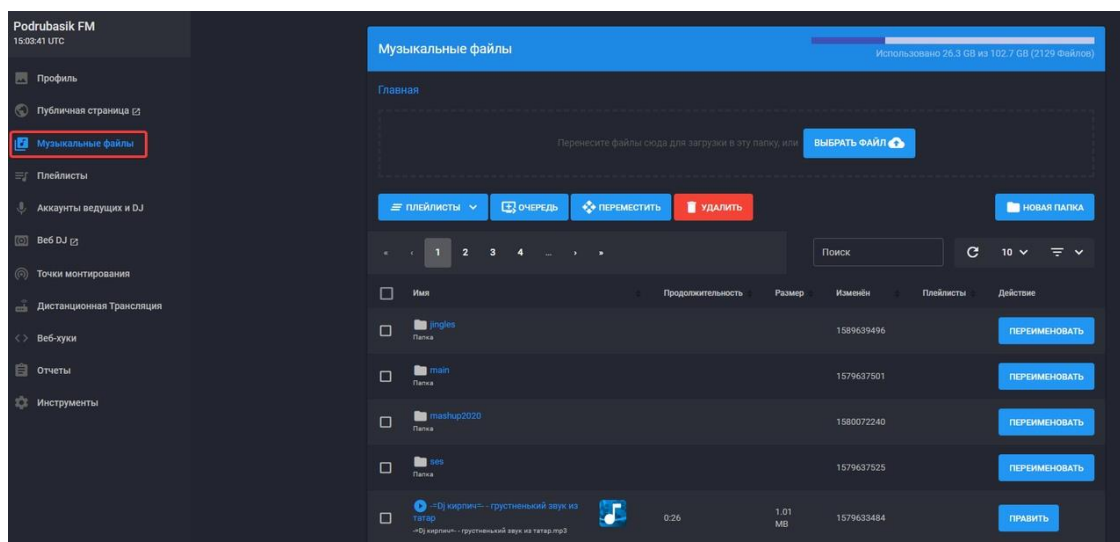 Podrubasik FM
15:03:41 UTC
Профиль
Публичная страница
Музыкальные файлы
Плейлисты
Аккаунты ведущих и DJ
Веб DJ
Точки монтирования
Дистанционная Трансляция
Веб-хуки
Отчеты
Инструменты
Музыкальные файлы
Использовано 26.3 GB из 102.7 GB (2129 Файлов)
Главная
Перенесите файлы сюда для загрузки в эту папку, или ВЫБРАТЬ ФАЙЛ
ПЛЕЙЛИСТЫ ОЧЕРЕДЬ ПЕРЕМЕСТИТЬ УДАЛИТЬ НОВАЯ ПАПКА
« ‹ 1 2 3 4 ... › » Поиск 10
Имя Продолжительность Размер Изменён Плейлисты Действие
jingles 1589639496 ПЕРЕИМЕНОВАТЬ
Папка
main 1579637501 ПЕРЕИМЕНОВАТЬ
Папка
mashup2020 1580072240 ПЕРЕИМЕНОВАТЬ
Папка
ses 1579637525 ПЕРЕИМЕНОВАТЬ
Папка
-=Dj кирпич=- - грустненький звук из
татар 0:26 1.01 MB 1579633484 ПРАВИТЬ
-=Dj кирпич=- - грустненький звук из татар.mp3